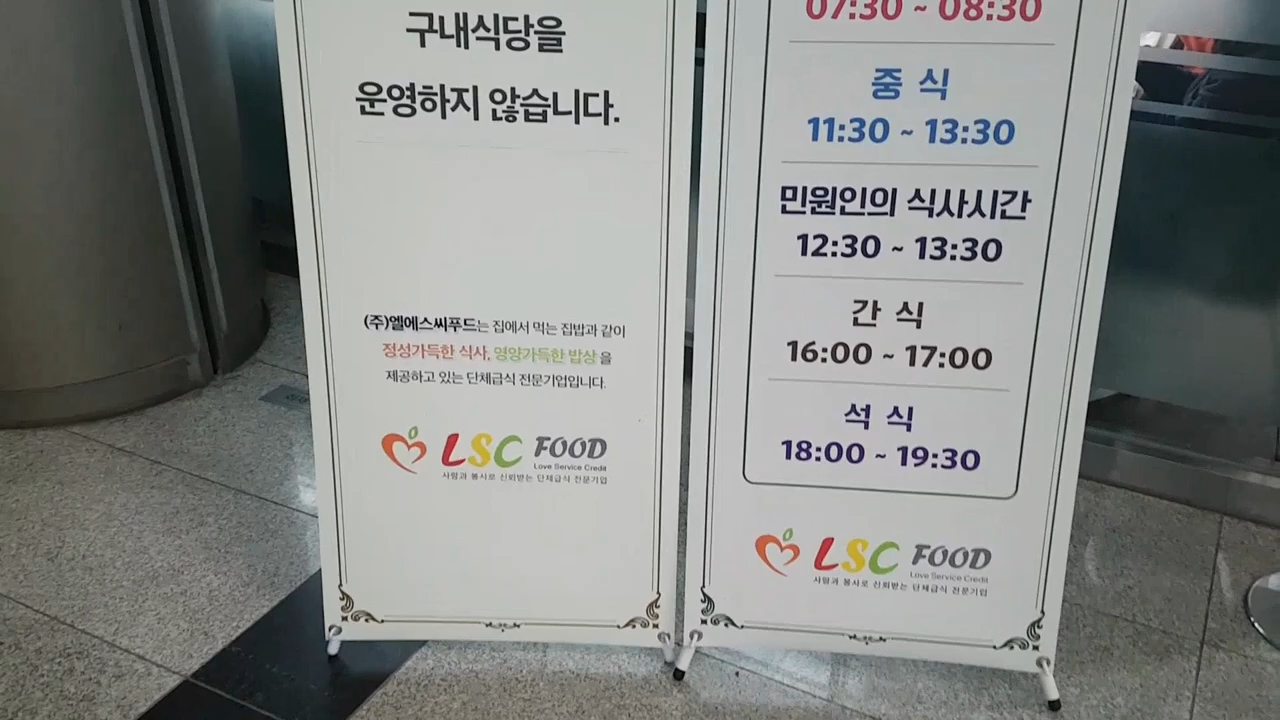 구내식당을
운영하지 않습니다.
(주)엘에스씨푸드는 집에서 먹는 집밥과 같이
정성가득한 식사, 영양가득한 밥상을
제공하고 있는 단체급식 전문기업입니다.
LSC FOOD
Love Service Credit
사랑과 봉사로 신뢰받는 단체급식 전문기업
07:30 ~ 08:30
중 식
11:30 ~ 13:30
민원인의 식사시간
12:30 ~ 13:30
간 식
16:00 ~ 17:00
석 식
18:00 ~ 19:30
LSC FOOD
Love Service Credit
사랑과 봉사로 신뢰받는 단체급식 전문기업